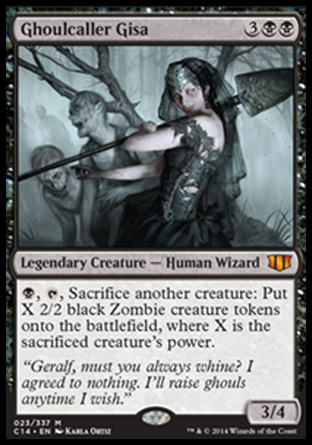 Ghoulcaller Gisa 3
Legendary Creature — Human Wizard
, , Sacrifice another creature: Put
X 2/2 black Zombie creature tokens
onto the battlefield, where X is the
sacrificed creature's power.
“Geralf, must you always whine? I
agreed to nothing. I'll raise ghouls
anytime I wish.”
023/337 M
C14 • EN Karla Ortiz
™ & © 2014 Wizards of the Coast
3/4